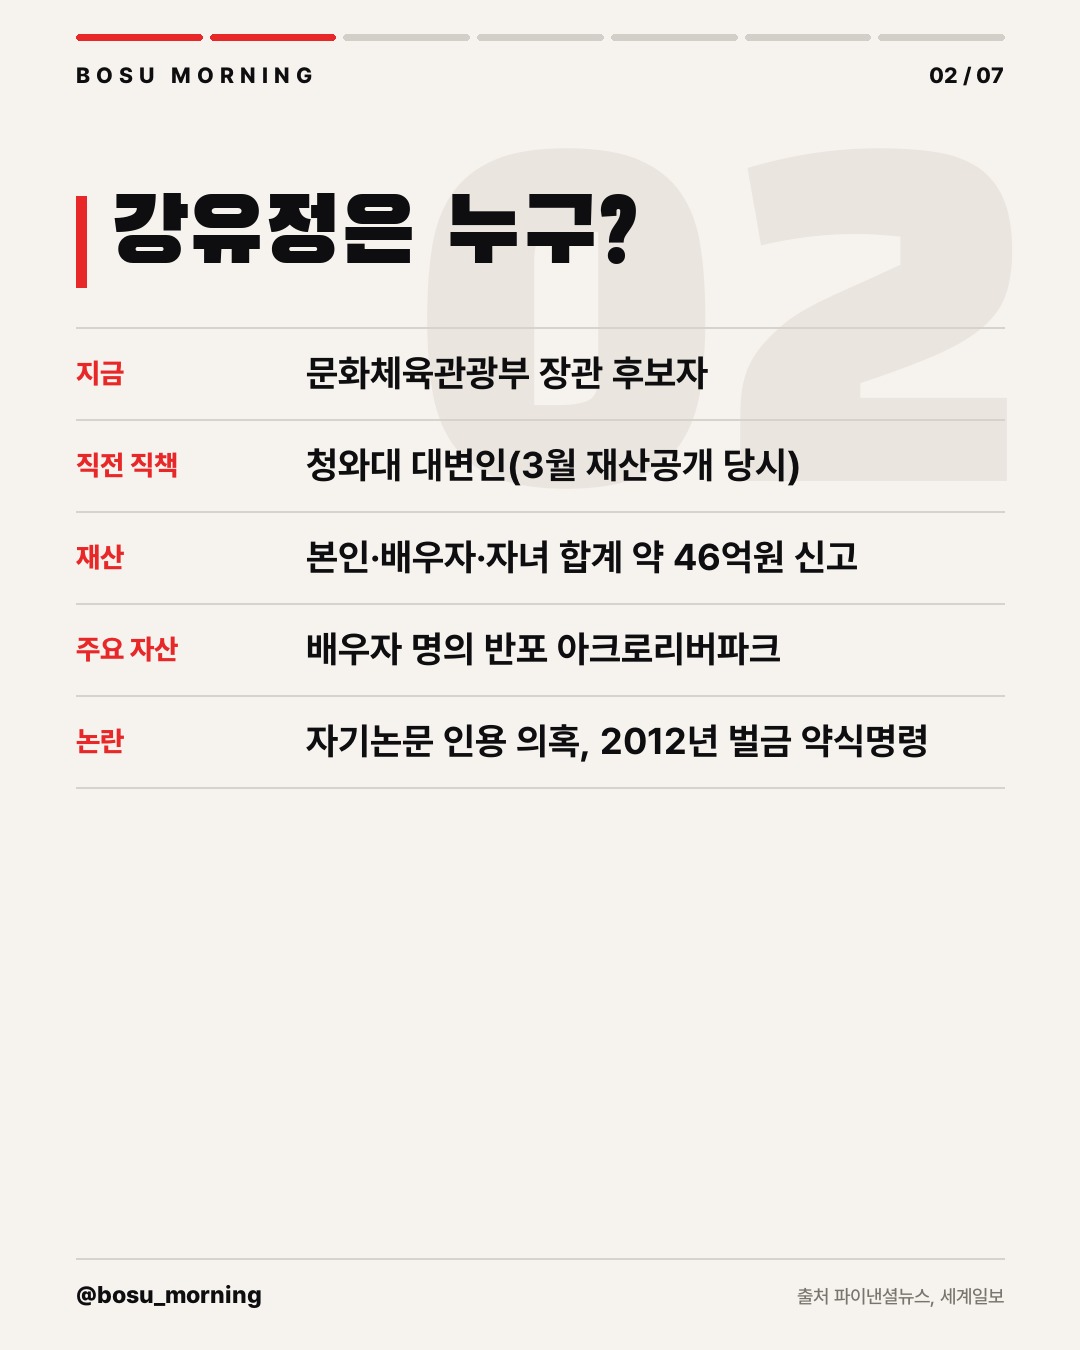 BOSU MORNING
02 / 07
02
강유정은 누구?
지금 문화체육관광부 장관 후보자
직전 직책 청와대 대변인(3월 재산공개 당시)
재산 본인·배우자·자녀 합계 약 46억원 신고
주요 자산 배우자 명의 반포 아크로리버파크
논란 자기논문 인용 의혹, 2012년 벌금 약식명령
@bosu_morning
출처 파이낸셜뉴스, 세계일보